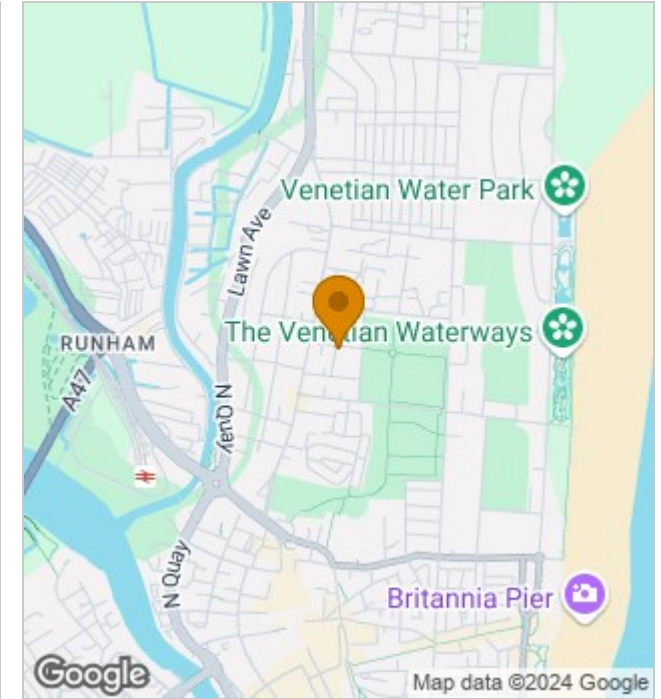 Venetian Water Park
Lawn Ave
The Venetian Waterways
RUNHAM
A47
N Quay
N Quay
Britannia Pier
Google
Map data ©2024 Google